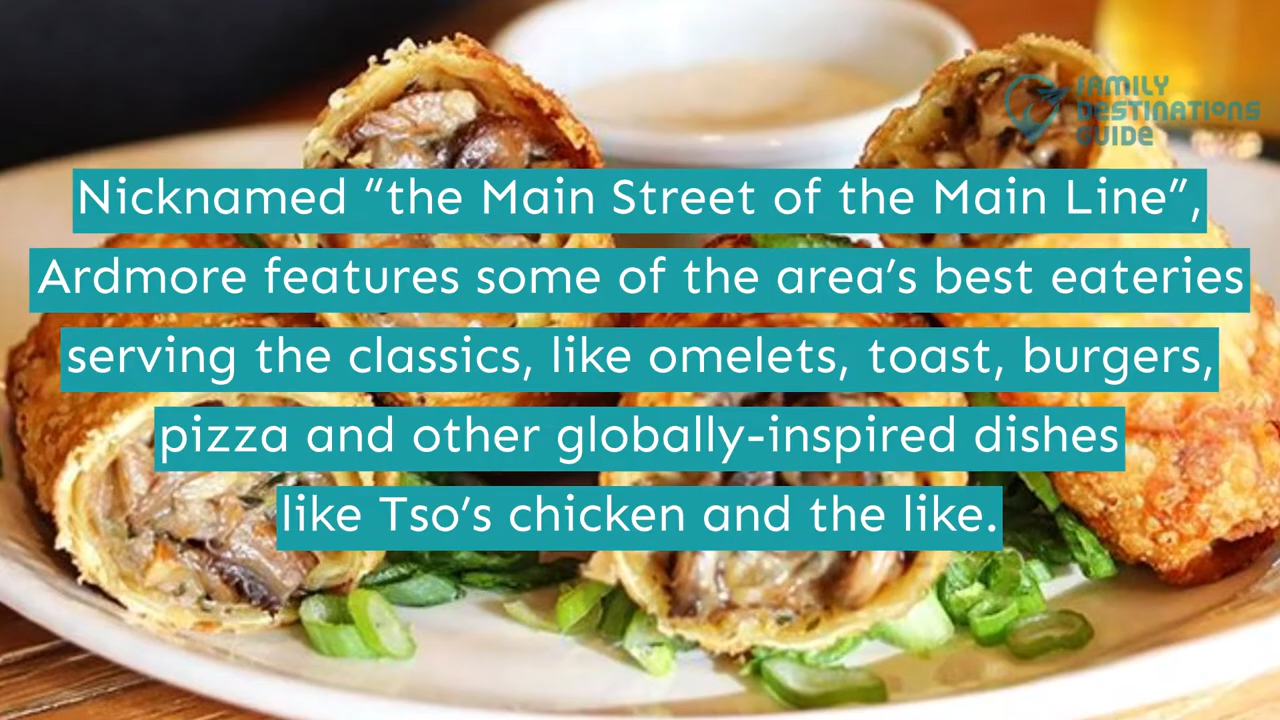 FAMILY
DESTINATIONS
GUIDE
Nicknamed “the Main Street of the Main Line”,
Ardmore features some of the area’s best eateries
serving the classics, like omelets, toast, burgers,
pizza and other globally-inspired dishes
like Tso’s chicken and the like.